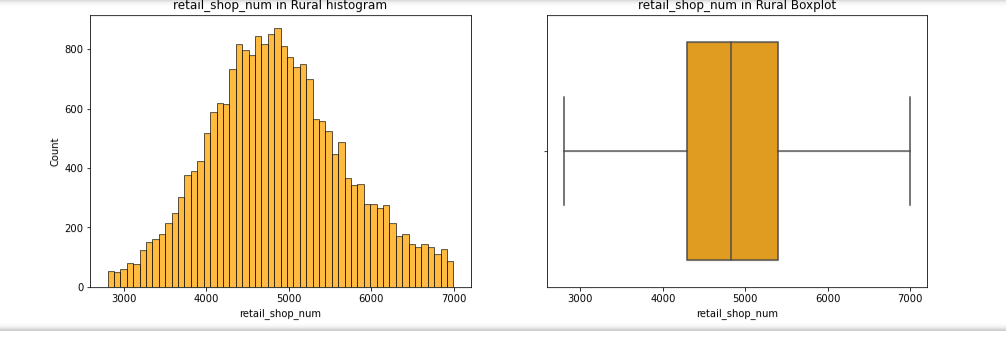 retail_shop_num in Rural histogram
800
600
400
200
0
Count
3000 4000 5000 6000 7000
retail_shop_num
retail_shop_num in Rural Boxplot
3000 4000 5000 6000 7000
retail_shop_num